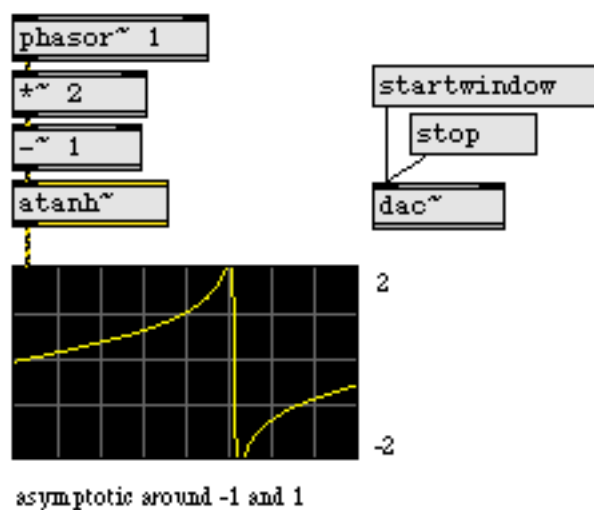 phasor~ 1
*~ 2
-~ 1
atanh~
startwindow
stop
dac~
2
-2
asymptotic around -1 and 1